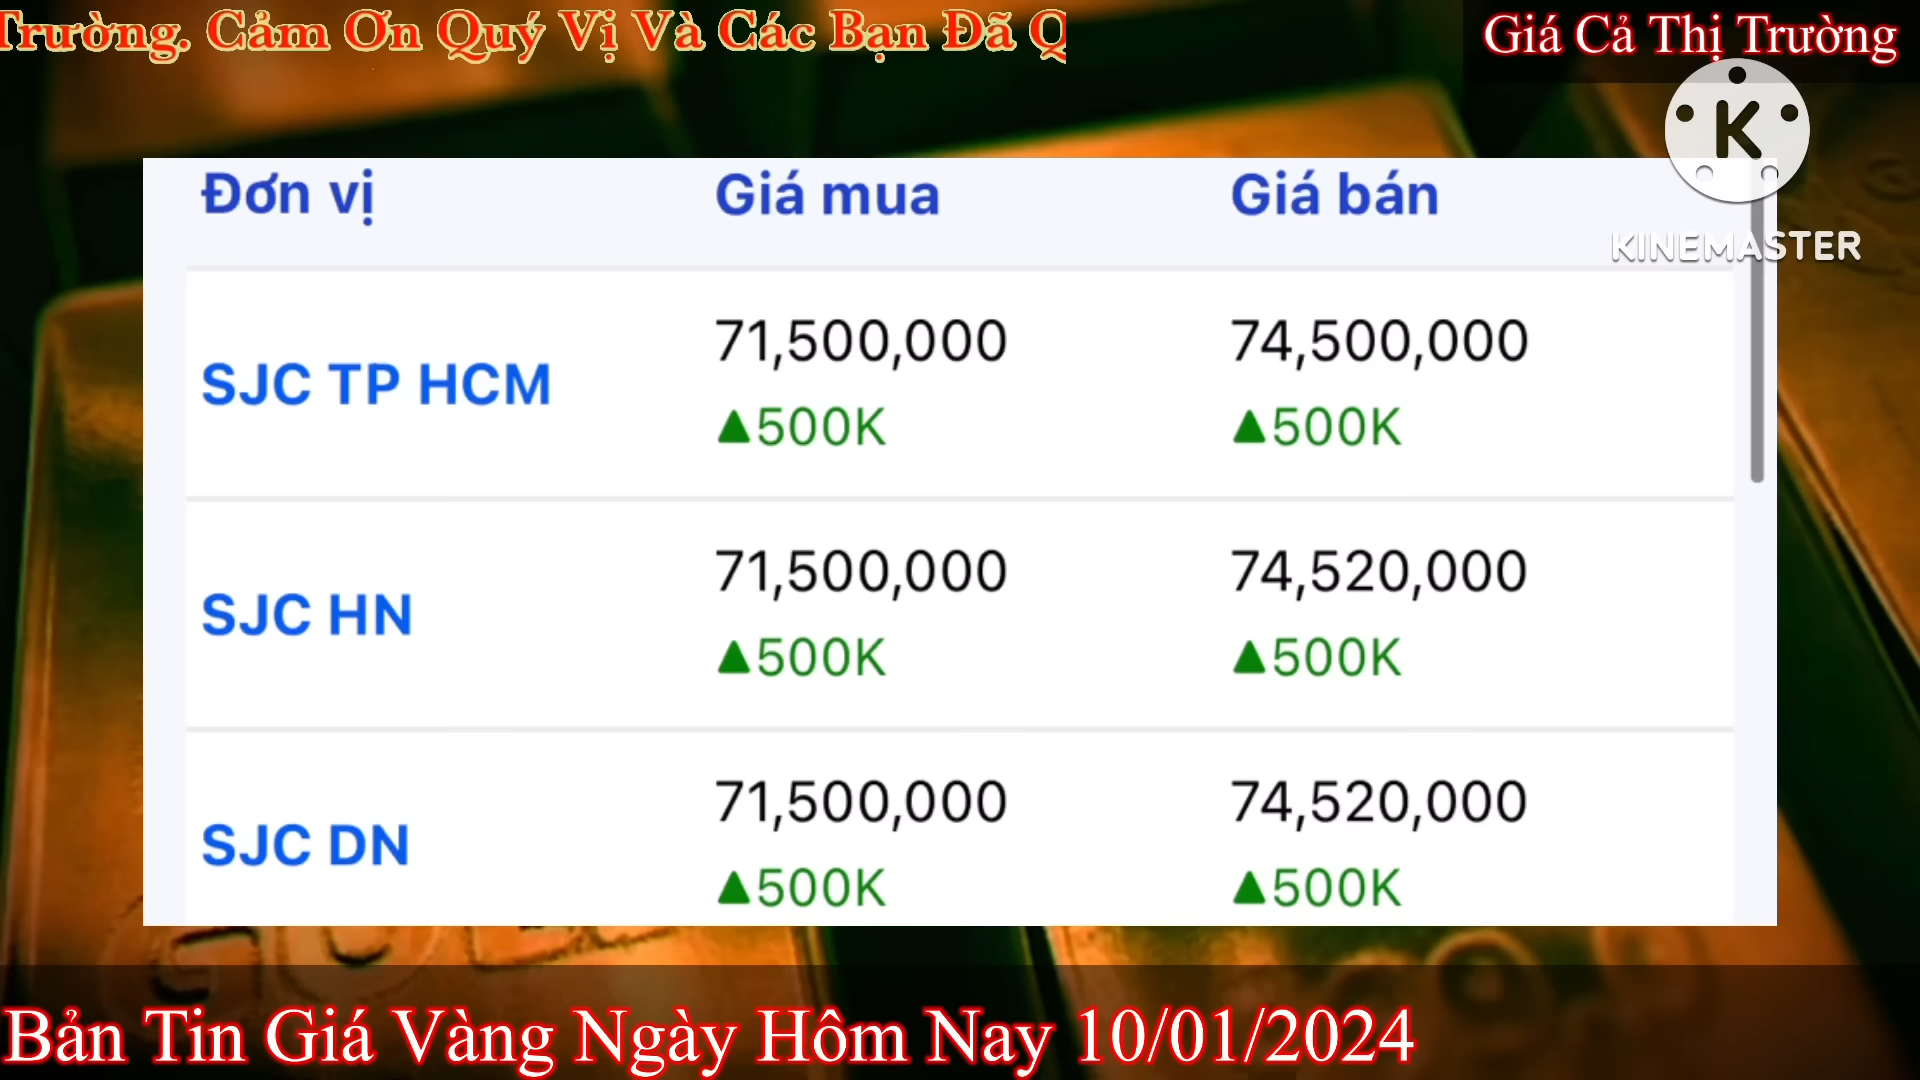 Trường. Cảm Ơn Quý Vị Và Các Bạn Đã Q
Giá Cả Thị Trường
K
KINEMASTER
Đơn vị Giá mua Giá bán
SJC TP HCM 71,500,000 74,500,000
▲500K ▲500K
SJC HN 71,500,000 74,520,000
▲500K ▲500K
SJC DN 71,500,000 74,520,000
▲500K ▲500K
GOLD
Bản Tin Giá Vàng Ngày Hôm Nay 10/01/2024